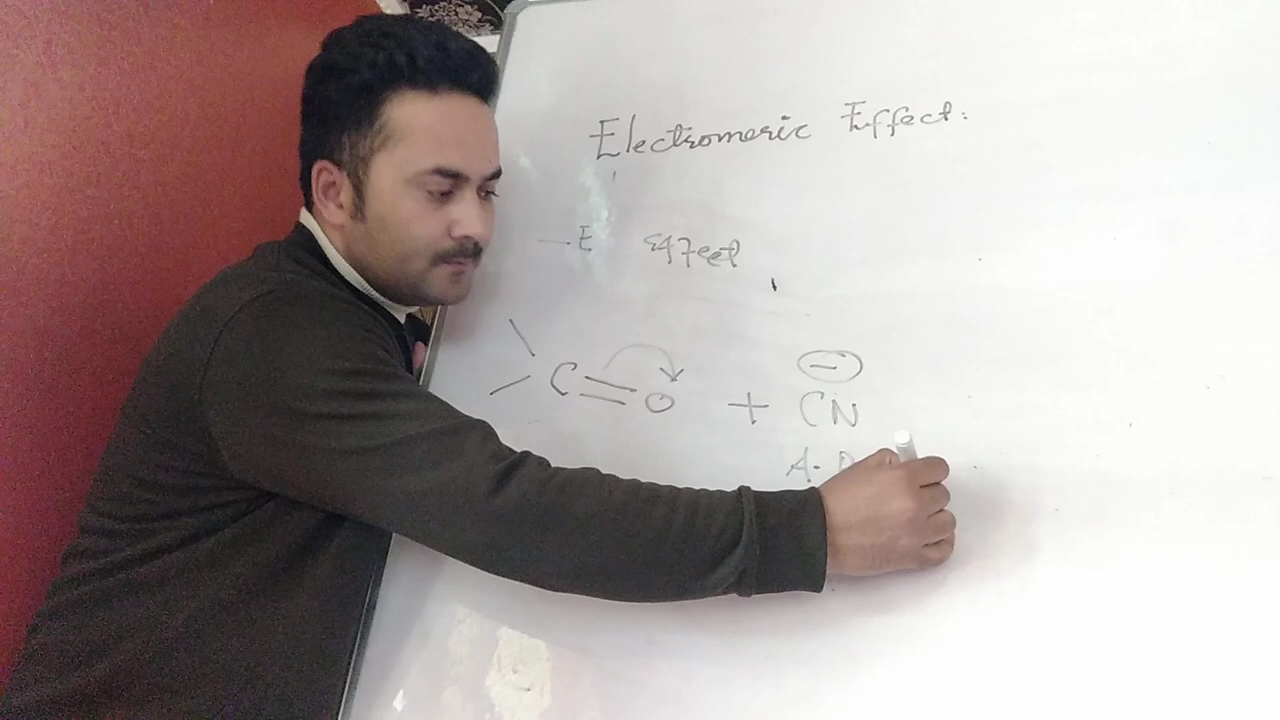 Electromeric Effect:
- E effect
C = O + CN
A.